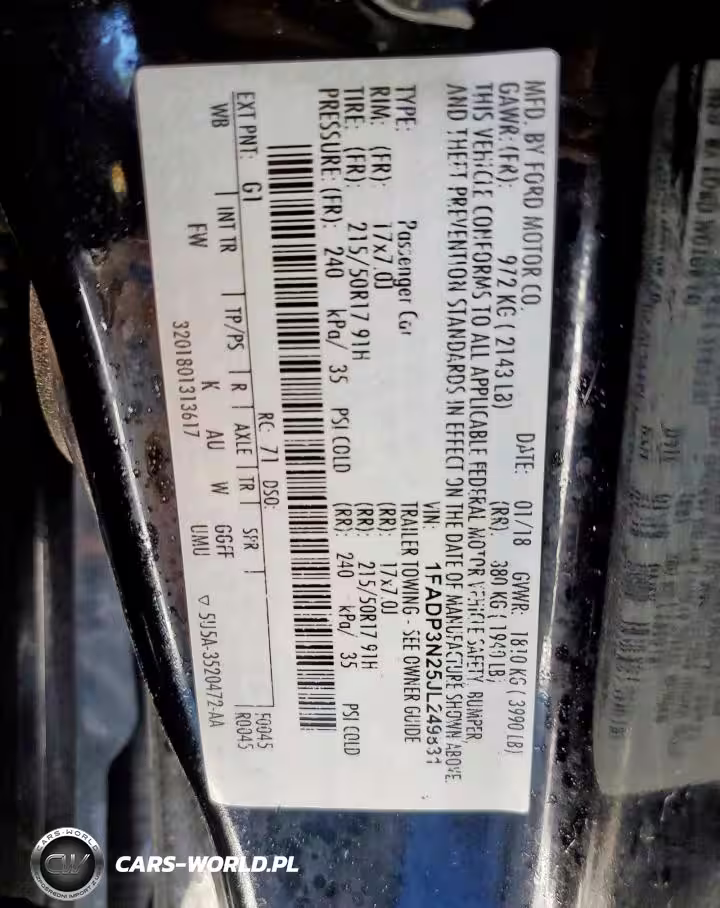 MFD. BY FORD MOTOR CO.
DATE: 01/18 GVWR: 1810 KG ( 3990 LB)
GAWR: (FR): 972 KG ( 2143 LB) (RR): 880 KG ( 1940 LB)
THIS VEHICLE CONFORMS TO ALL APPLICABLE FEDERAL MOTOR VEHICLE SAFETY, BUMPER,
AND THEFT PREVENTION STANDARDS IN EFFECT ON THE DATE OF MANUFACTURE SHOWN ABOVE.
VIN: 1FADP3N25JL249831
TYPE: Passenger Car TRAILER TOWING - SEE OWNER GUIDE
RIM: (FR): 17x7.0J (RR): 17x7.0J
TIRE: (FR): 215/50R17 91H (RR): 215/50R17 91H
PRESSURE: (FR): 240 kPa/ 35 PSI COLD (RR): 240 kPa/ 35 PSI COLD
RC: 71 DSO: F0045
EXT PNT: G1 R0045
WB INT TR TP/PS R AXLE TR SPR
FW K AU W GGFF
UMU
3201801313617 ▽ 5U5A-3520472-AA
CARS-WORLD
CW
CARS-WORLD.PL